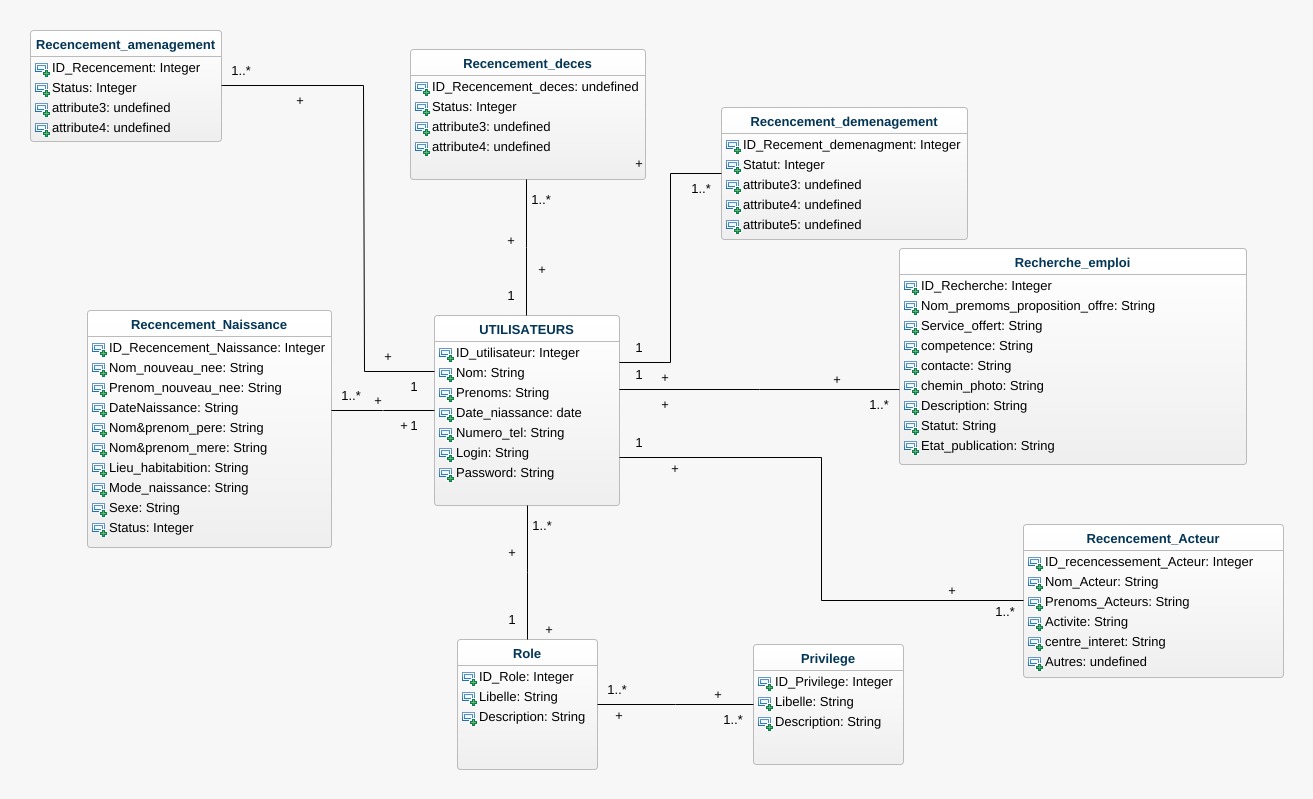 Recencement_amenagement
ID_Recencement: Integer
Status: Integer
attribute3: undefined
attribute4: undefined
1..*
+
Recencement_deces
ID_Recencement_deces: undefined
Status: Integer
attribute3: undefined
attribute4: undefined
+
1..*
+
+
1
Recencement_demenagement
ID_Recement_demenagment: Integer
Statut: Integer
attribute3: undefined
attribute4: undefined
attribute5: undefined
1..*
Recherche_emploi
ID_Recherche: Integer
Nom_premoms_proposition_offre: String
Service_offert: String
competence: String
contacte: String
chemin_photo: String
Description: String
Statut: String
Etat_publication: String
Recencement_Naissance
ID_Recencement_Naissance: Integer
Nom_nouveau_nee: String
Prenom_nouveau_nee: String
DateNaissance: String
Nom&prenom_pere: String
Nom&prenom_mere: String
Lieu_habitabition: String
Mode_naissance: String
Sexe: String
Status: Integer
+
1
1..*
+
+ 1
UTILISATEURS
ID_utilisateur: Integer
Nom: String
Prenoms: String
Date_niassance: date
Numero_tel: String
Login: String
Password: String
1
1
+
+
+
1..*
1
+
Recencement_Acteur
ID_recencessement_Acteur: Integer
Nom_Acteur: String
Prenoms_Acteurs: String
Activite: String
centre_interet: String
Autres: undefined
+
1..*
1..*
+
1
+
Role
ID_Role: Integer
Libelle: String
Description: String
1..*
+
+
1..*
Privilege
ID_Privilege: Integer
Libelle: String
Description: String